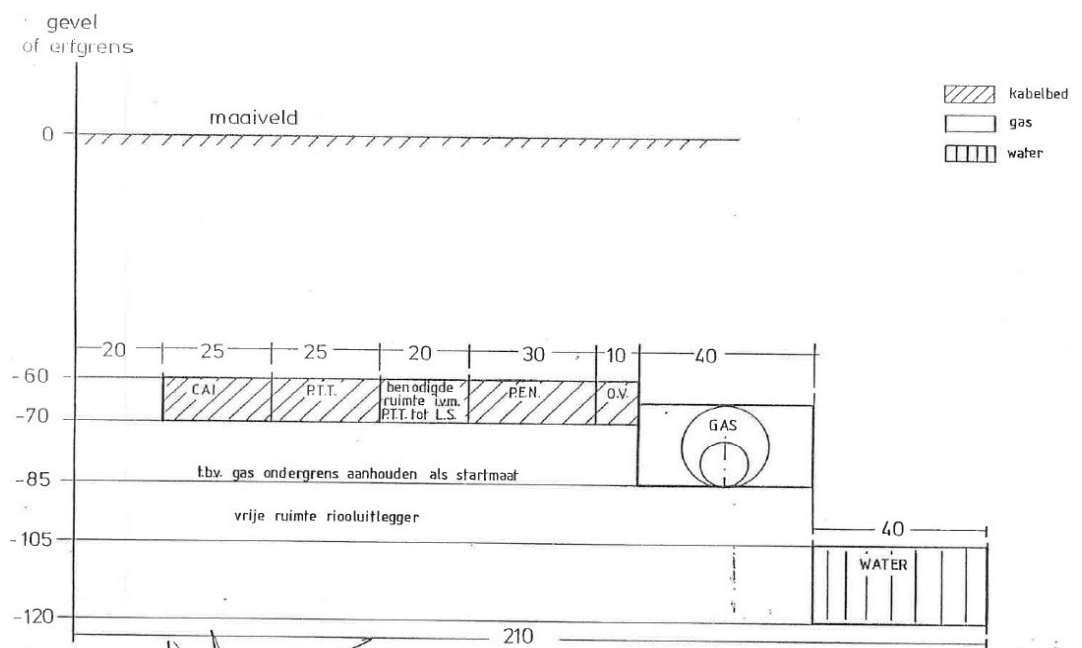 gevel
of erfgrens
kabelbed
gas
water
maaiveld
0
20 25 25 20 30 10 40
-60
CAI
P.T.T.
benodigde
ruimte i.v.m.
P.T.T. tot L.S.
P.E.N.
O.V.
-70
GAS
t.b.v. gas ondergrens aanhouden als startmaat
-85
vrije ruimte riooluitlegger
40
-105
WATER
-120
210